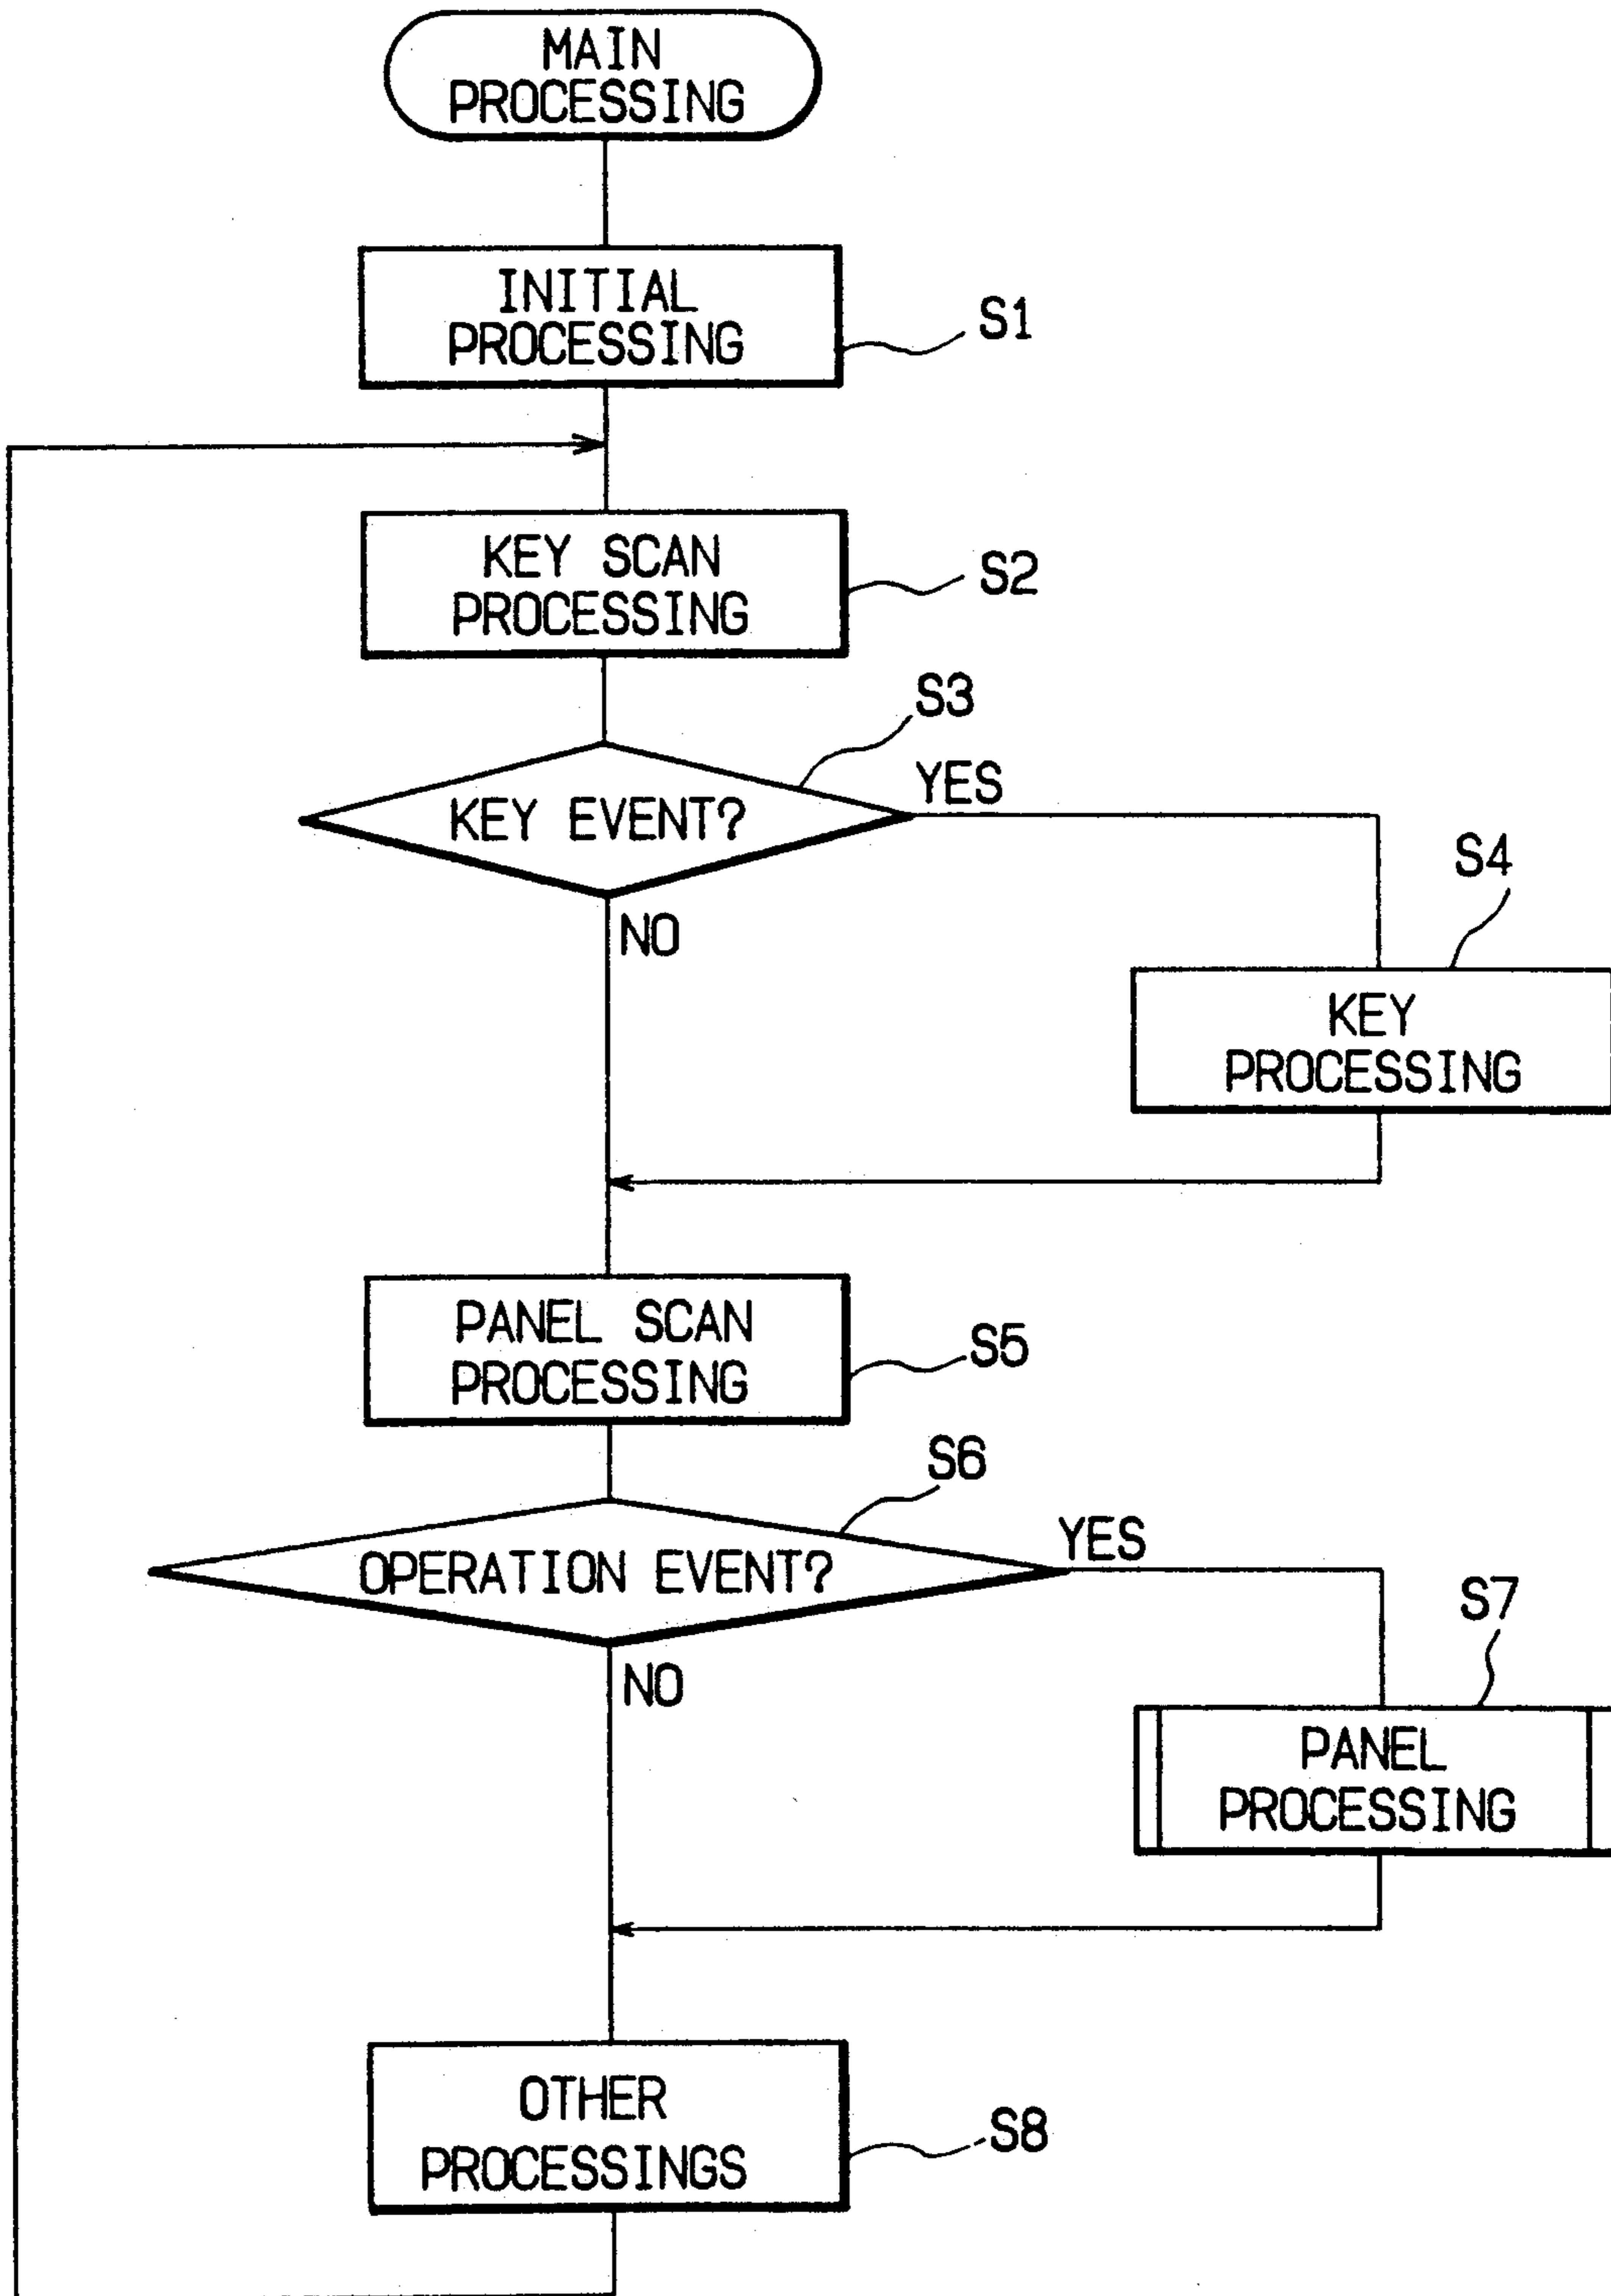 MAIN
PROCESSING
INITIAL
PROCESSING
S1
KEY SCAN
PROCESSING
S2
S3
KEY EVENT?
YES
NO
S4
KEY
PROCESSING
PANEL SCAN
PROCESSING
S5
S6
OPERATION EVENT?
YES
NO
S7
PANEL
PROCESSING
OTHER
PROCESSINGS
S8